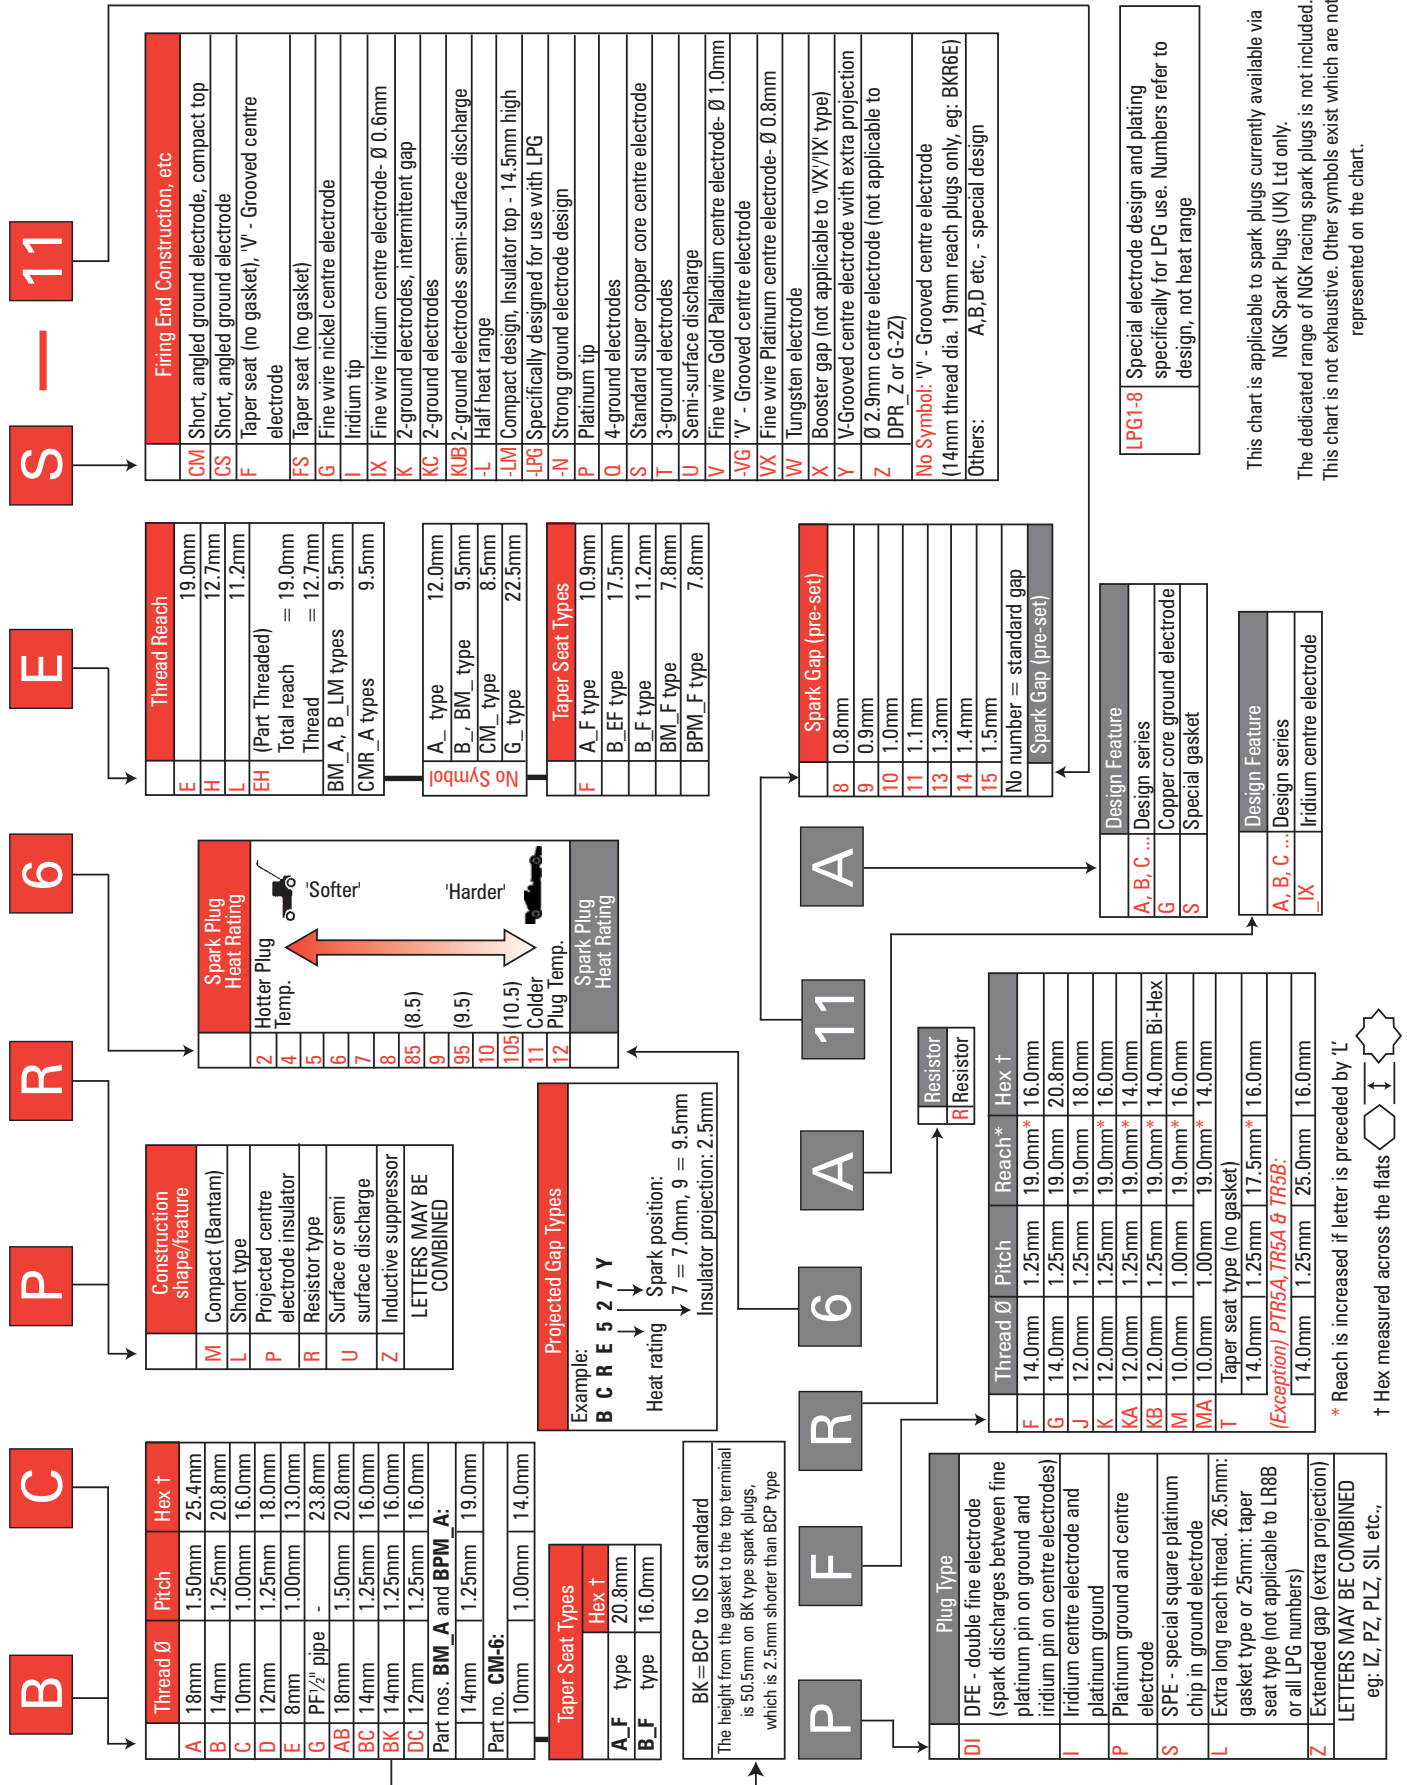 B C P R 6 E S — 11
Thread Ø Pitch Hex †
A 18mm 1.50mm 25.4mm
B 14mm 1.25mm 20.8mm
C 10mm 1.00mm 16.0mm
D 12mm 1.25mm 18.0mm
E 8mm 1.00mm 13.0mm
G PF½" pipe - 23.8mm
AB 18mm 1.50mm 20.8mm
BC 14mm 1.25mm 16.0mm
BK 14mm 1.25mm 16.0mm
DC 12mm 1.25mm 16.0mm
Part nos. BM_A and BPM_A:
14mm 1.25mm 19.0mm
Part no. CM-6:
10mm 1.00mm 14.0mm
Taper Seat Types
Hex †
A_F type 20.8mm
B_F type 16.0mm
BK=BCP to ISO standard
The height from the gasket to the top terminal
is 50.5mm on BK type spark plugs,
which is 2.5mm shorter than BCP type
Construction
shape/feature
M Compact (Bantam)
L Short type
P Projected centre
electrode insulator
R Resistor type
U Surface or semi
surface discharge
Z Inductive suppressor
LETTERS MAY BE
COMBINED
Projected Gap Types
Example:
B C R E 5 2 7 Y
Heat rating
Spark position:
7 = 7.0mm, 9 = 9.5mm
Insulator projection: 2.5mm
Spark Plug
Heat Rating
2 Hotter Plug
4 Temp.
5
6 'Softer'
7
8
85 (8.5)
9
95 (9.5) 'Harder'
10
105 (10.5)
11 Colder
12 Plug Temp.
Spark Plug
Heat Rating
Thread Reach
E 19.0mm
H 12.7mm
L 11.2mm
EH (Part Threaded)
Total reach = 19.0mm
Thread = 12.7mm
BM_A, B_LM types 9.5mm
CMR_A types 9.5mm
No Symbol
A_ type 12.0mm
B_, BM_ type 9.5mm
CM_ type 8.5mm
G_ type 22.5mm
Taper Seat Types
F A_F type 10.9mm
B_EF type 17.5mm
B_F type 11.2mm
BM_F type 7.8mm
BPM_F type 7.8mm
Firing End Construction, etc
CM Short, angled ground electrode, compact top
CS Short, angled ground electrode
F Taper seat (no gasket), 'V' - Grooved centre
electrode
FS Taper seat (no gasket)
G Fine wire nickel centre electrode
I Iridium tip
IX Fine wire Iridium centre electrode- Ø 0.6mm
K 2-ground electrodes, intermittent gap
KC 2-ground electrodes
KUB 2-ground electrodes semi-surface discharge
-L Half heat range
-LM Compact design, Insulator top - 14.5mm high
-LPG Specifically designed for use with LPG
-N Strong ground electrode design
P Platinum tip
Q 4-ground electrodes
S Standard super copper core centre electrode
T 3-ground electrodes
U Semi-surface discharge
V Fine wire Gold Palladium centre electrode- Ø 1.0mm
-VG 'V' - Grooved centre electrode
VX Fine wire Platinum centre electrode- Ø 0.8mm
W Tungsten electrode
X Booster gap (not applicable to 'VX'/'IX' type)
Y V-Grooved centre electrode with extra projection
Z Ø 2.9mm centre electrode (not applicable to
DPR_Z or G-2Z)
No Symbol: 'V' - Grooved centre electrode
(14mm thread dia. 19mm reach plugs only, eg: BKR6E)
Others: A,B,D etc, - special design
Spark Gap (pre-set)
8 0.8mm
9 0.9mm
10 1.0mm
11 1.1mm
13 1.3mm
14 1.4mm
15 1.5mm
No number = standard gap
Spark Gap (pre-set)
LPG1-8 Special electrode design and plating
specifically for LPG use. Numbers refer to
design, not heat range
P F R 6 A 11 A
Plug Type
DI DFE - double fine electrode
(spark discharges between fine
platinum pin on ground and
iridium pin on centre electrodes)
I Iridium centre electrode and
platinum ground
P Platinum ground and centre
electrode
S SPE - special square platinum
chip in ground electrode
L Extra long reach thread. 26.5mm:
gasket type or 25mm: taper
seat type (not applicable to LR8B
or all LPG numbers)
Z Extended gap (extra projection)
LETTERS MAY BE COMBINED
eg: IZ, PZ, PLZ, SIL etc.,
Thread Ø Pitch Reach* Hex †
F 14.0mm 1.25mm 19.0mm* 16.0mm
G 14.0mm 1.25mm 19.0mm 20.8mm
J 12.0mm 1.25mm 19.0mm 18.0mm
K 12.0mm 1.25mm 19.0mm* 16.0mm
KA 12.0mm 1.25mm 19.0mm* 14.0mm
KB 12.0mm 1.25mm 19.0mm* 14.0mm Bi-Hex
M 10.0mm 1.00mm 19.0mm* 16.0mm
MA 10.0mm 1.00mm 19.0mm* 14.0mm
T Taper seat type (no gasket)
14.0mm 1.25mm 17.5mm* 16.0mm
(Exception) PTR5A, TR5A & TR5B:
14.0mm 1.25mm 25.0mm 16.0mm
* Reach is increased if letter is preceded by 'L'
† Hex measured across the flats
Resistor
R Resistor
Design Feature
A, B, C ... Design series
G Copper core ground electrode
S Special gasket
Design Feature
A, B, C ... Design series
_IX Iridium centre electrode
This chart is applicable to spark plugs currently available via
NGK Spark Plugs (UK) Ltd only.
The dedicated range of NGK racing spark plugs is not included.
This chart is not exhaustive. Other symbols exist which are not
represented on the chart.